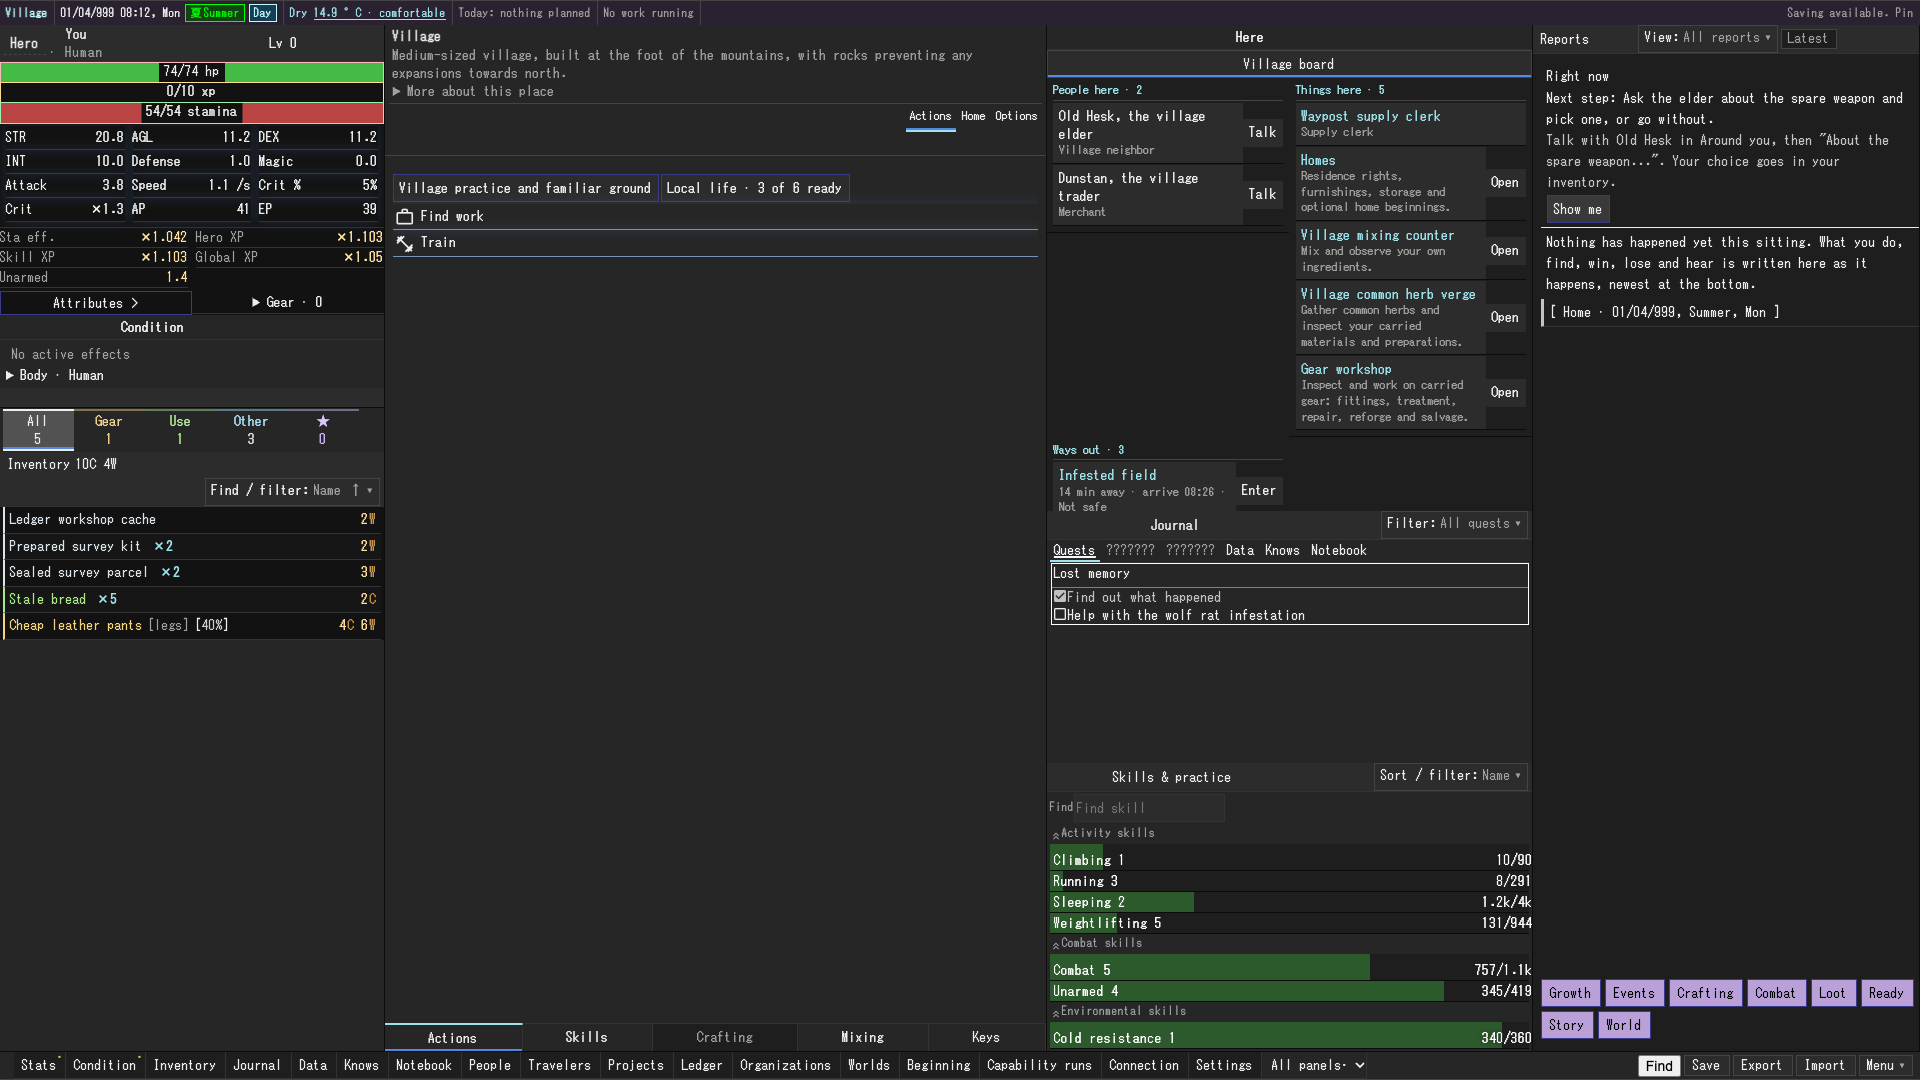 Village 01/04/999 08:12, Mon 夏Summer Day Dry 14.9 ° C · comfortable Today: nothing planned No work running Saving available. Pin
Hero · You Lv 0
Human
74/74 hp
0/10 xp
54/54 stamina
STR 20.8 AGL 11.2 DEX 11.2
INT 10.0 Defense 1.0 Magic 0.0
Attack 3.8 Speed 1.1 /s Crit % 5%
Crit ×1.3 AP 41 EP 39
Sta eff. ×1.042 Hero XP ×1.103
Skill XP ×1.103 Global XP ×1.05
Unarmed 1.4
Attributes > ▶ Gear · 0
Condition
No active effects
▶ Body · Human
All Gear Use Other ★
5 1 1 3 0
Inventory 10C 4W
Find / filter: Name ↑ ▾
Ledger workshop cache 2W
Prepared survey kit ×2 2W
Sealed survey parcel ×2 3W
Stale bread ×5 2C
Cheap leather pants [legs] [40%] 4C 6W
Village
Medium-sized village, built at the foot of the mountains, with rocks preventing any
expansions towards north.
▶ More about this place
Actions Home Options
Village practice and familiar ground Local life · 3 of 6 ready
Find work
Train
Actions Skills Crafting Mixing Keys
Here
Village board
People here · 2
Old Hesk, the village
elder
Village neighbor
Talk
Dunstan, the village
trader
Merchant
Talk
Things here · 5
Waypost supply clerk
Supply clerk
Homes
Residence rights,
furnishings, storage and
optional home beginnings.
Open
Village mixing counter
Mix and observe your own
ingredients.
Open
Village common herb verge
Gather common herbs and
inspect your carried
materials and preparations.
Open
Gear workshop
Inspect and work on carried
gear: fittings, treatment,
repair, reforge and salvage.
Open
Ways out · 3
Infested field
14 min away · arrive 08:26 ·
Not safe
Enter
Journal Filter: All quests ▾
Quests ??????? ??????? Data Knows Notebook
Lost memory
Find out what happened
Help with the wolf rat infestation
Skills & practice Sort / filter: Name ▾
Find Find skill
Activity skills
Climbing 1 10/90
Running 3 8/291
Sleeping 2 1.2k/4k
Weightlifting 5 131/944
Combat skills
Combat 5 757/1.1k
Unarmed 4 345/419
Environmental skills
Cold resistance 1 340/360
Reports View: All reports ▾ Latest
Right now
Next step: Ask the elder about the spare weapon and
pick one, or go without.
Talk with Old Hesk in Around you, then "About the
spare weapon...". Your choice goes in your
inventory.
Show me
Nothing has happened yet this sitting. What you do,
find, win, lose and hear is written here as it
happens, newest at the bottom.
[ Home · 01/04/999, Summer, Mon ]
Growth Events Crafting Combat Loot Ready
Story World
Stats Condition Inventory Journal Data Knows Notebook People Travelers Projects Ledger Organizations Worlds Beginning Capability runs Connection Settings All panels· Find Save Export Import Menu ▾